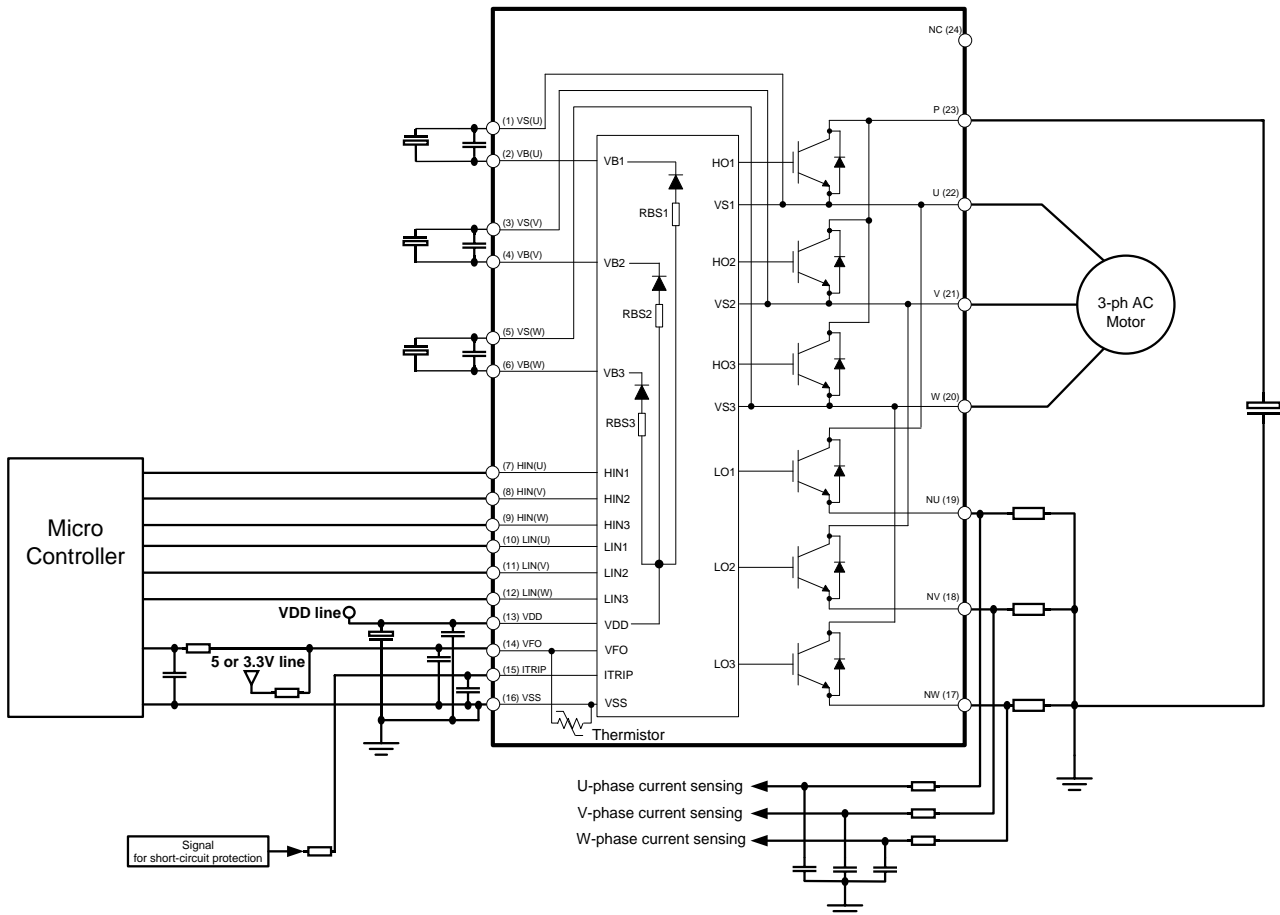 NC (24)
(1) VS(U)
P (23)
(2) VB(U)
VB1
HO1
RBS1
VS1
U (22)
(3) VS(V)
(4) VB(V)
VB2
HO2
RBS2
VS2
V (21)
3-ph AC
Motor
(5) VS(W)
(6) VB(W)
VB3
HO3
RBS3
VS3
W (20)
Micro
Controller
(7) HIN(U)
HIN1
LO1
(8) HIN(V)
HIN2
NU (19)
(9) HIN(W)
HIN3
(10) LIN(U)
LIN1
(11) LIN(V)
LIN2
LO2
(12) LIN(W)
LIN3
NV (18)
VDD line
(13) VDD
VDD
(14) VFO
VFO
5 or 3.3V line
LO3
(15) ITRIP
ITRIP
(16) VSS
VSS
NW (17)
Thermistor
U-phase current sensing
V-phase current sensing
W-phase current sensing
Signal
for short-circuit protection